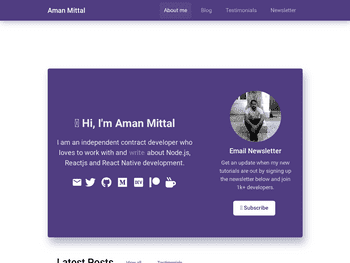 Aman Mittal
About me
Blog
Testimonials
Newsletter
Hi, I'm Aman Mittal
I am an independent contract developer who
loves to work with and write about Node.js,
Reactjs and React Native development.
DEV
Email Newsletter
Get an update when my new
tutorials are out by signing up
the newsletter below and join
1k+ developers.
Subscribe
Latest Posts
View all
Testimonials